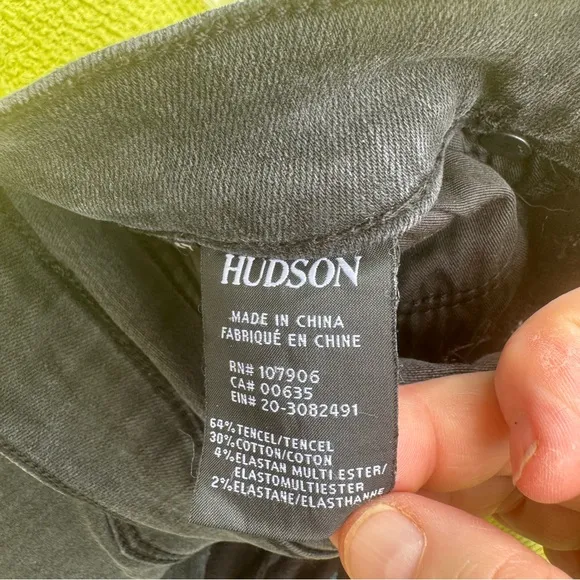 HUDSON
MADE IN CHINA
FABRIQUÉ EN CHINE
RN# 107906
CA# 00635
EIN# 20-3082491
64%TENCEL/TENCEL
30%COTTON/COTON
4%ELASTAN MULTI ESTER/
ELASTOMULTIESTER
2%ELASTANE/ELASTHANNE